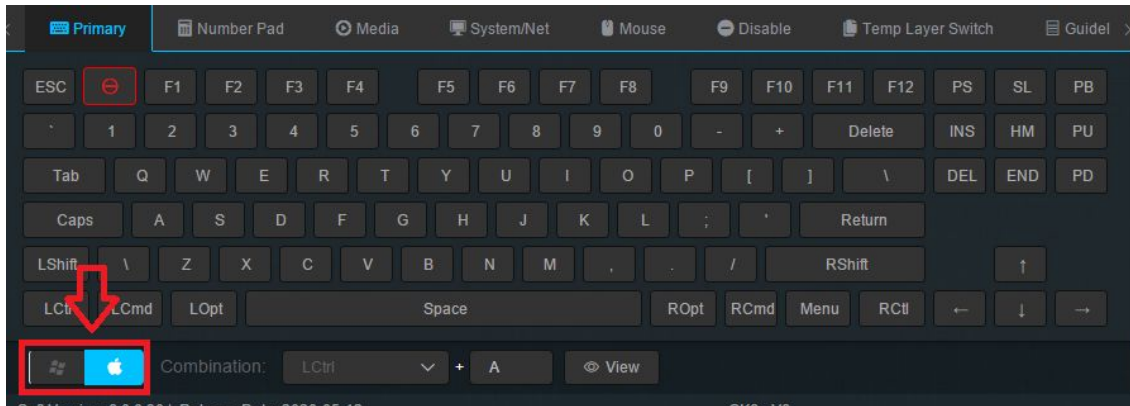 Primary Number Pad Media System/Net Mouse Disable Temp Layer Switch Guidel
ESC F1 F2 F3 F4 F5 F6 F7 F8 F9 F10 F11 F12 PS SL PB
` 1 2 3 4 5 6 7 8 9 0 - + Delete INS HM PU
Tab Q W E R T Y U I O P [ ] \ DEL END PD
Caps A S D F G H J K L ; ' Return
LShift \ Z X C V B N M , . / RShift ↑
LCtrl LCmd LOpt Space ROpt RCmd Menu RCtl ← ↓ →
Combination: LCtrl + A View